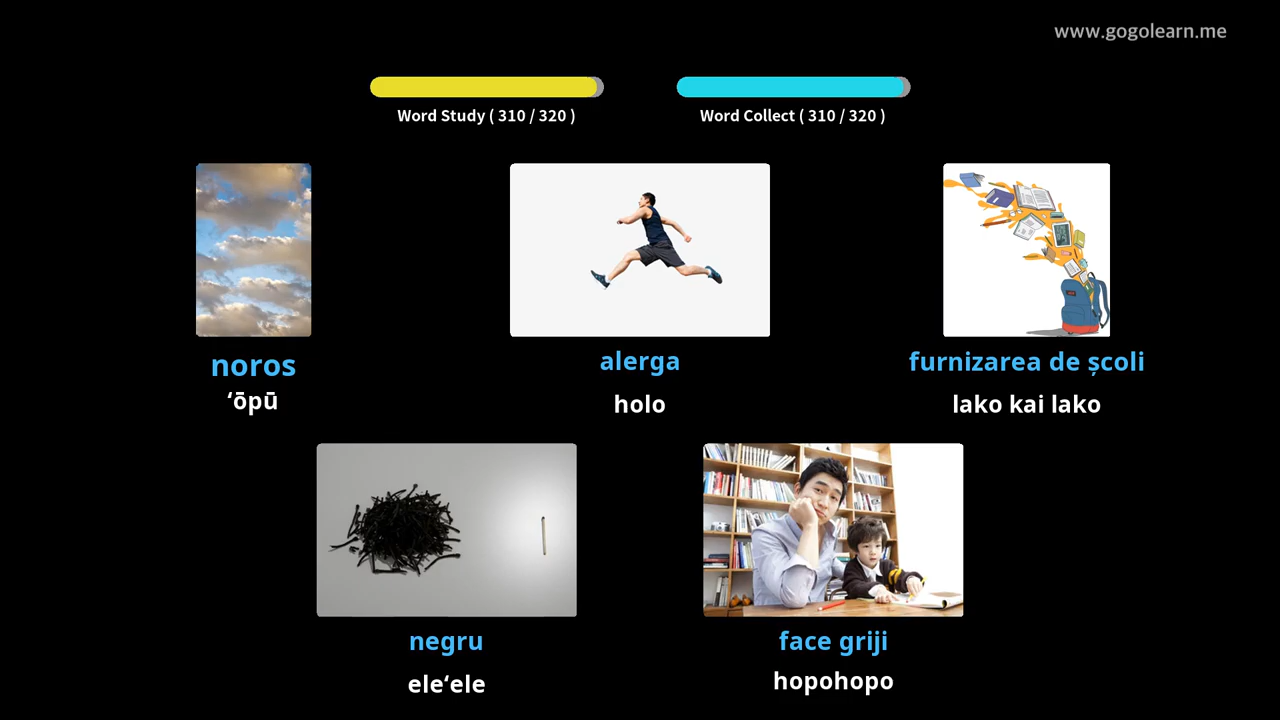 www.gogolearn.me
Word Study ( 310 / 320 )
Word Collect ( 310 / 320 )
noros
ʻōpū
alerga
holo
furnizarea de școli
lako kai lako
negru
eleʻele
face griji
hopohopo